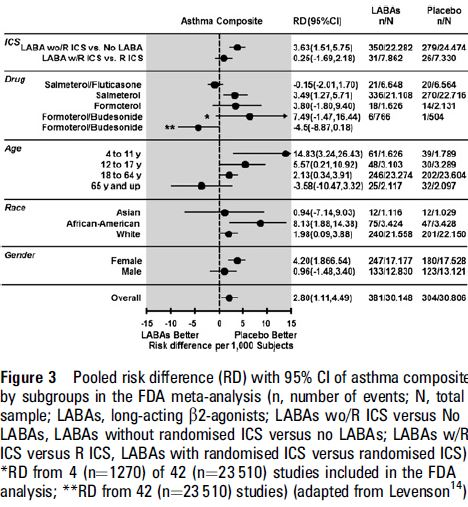 Asthma Composite RD(95%CI) LABAs n/N Placebo n/N
ICS
LABA wo/R ICS vs. No LABA 3.63(1.51,5.75) 350/22.282 279/24.474
LABA w/R ICS vs. R ICS 0.26(-1.69,2.18) 31/7.862 26/7.330
Drug
Salmeterol/Fluticasone -0.15(-2.01,1.70) 21/6.648 20/6.564
Salmeterol 3.49(1.27,5.71) 336/21.108 270/22.716
Formoterol 3.80(-1.80,9.40) 18/1.626 14/2.131
Formoterol/Budesonide * 7.49(-1.47,16.44) 6/766 1/504
Formoterol/Budesonide ** -4.5(-8.87,0.18)
Age
4 to 11 y 14.83(3.24,26.43) 61/1.626 39/1.789
12 to 17 y 5.57(0.21,10.92) 48/3.103 30/3.289
18 to 64 y 2.13(0.34,3.91) 246/23.274 202/23.604
65 y and up -3.58(-10.47,3.32) 25/2.117 32/2.097
Race
Asian 0.94(-7.14,9.03) 12/1.116 12/1.029
African-American 8.13(1.88,14.38) 75/3.424 47/3.428
White 1.98(0.09,3.88) 240/21.558 201/22.150
Gender
Female 4.20(1.866.54) 247/17.177 180/17.528
Male 0.96(-1.48,3.40) 133/12.830 123/13.121
Overall 2.80(1.11,4.49) 381/30.148 304/30.806
-15 -10 -5 0 5 10 15
LABAs Better Placebo Better
Risk difference per 1,000 Subjects
Figure 3 Pooled risk difference (RD) with 95% CI of asthma composite
by subgroups in the FDA meta-analysis (n, number of events; N, total
sample; LABAs, long-acting β2-agonists; LABAs wo/R ICS versus No
LABAs, LABAs without randomised ICS versus no LABAs; LABAs w/R
ICS versus R ICS, LABAs with randomised ICS versus randomised ICS)
*RD from 4 (n=1270) of 42 (n=23 510) studies included in the FDA
analysis; **RD from 42 (n=23 510) studies) (adapted from Levenson14)